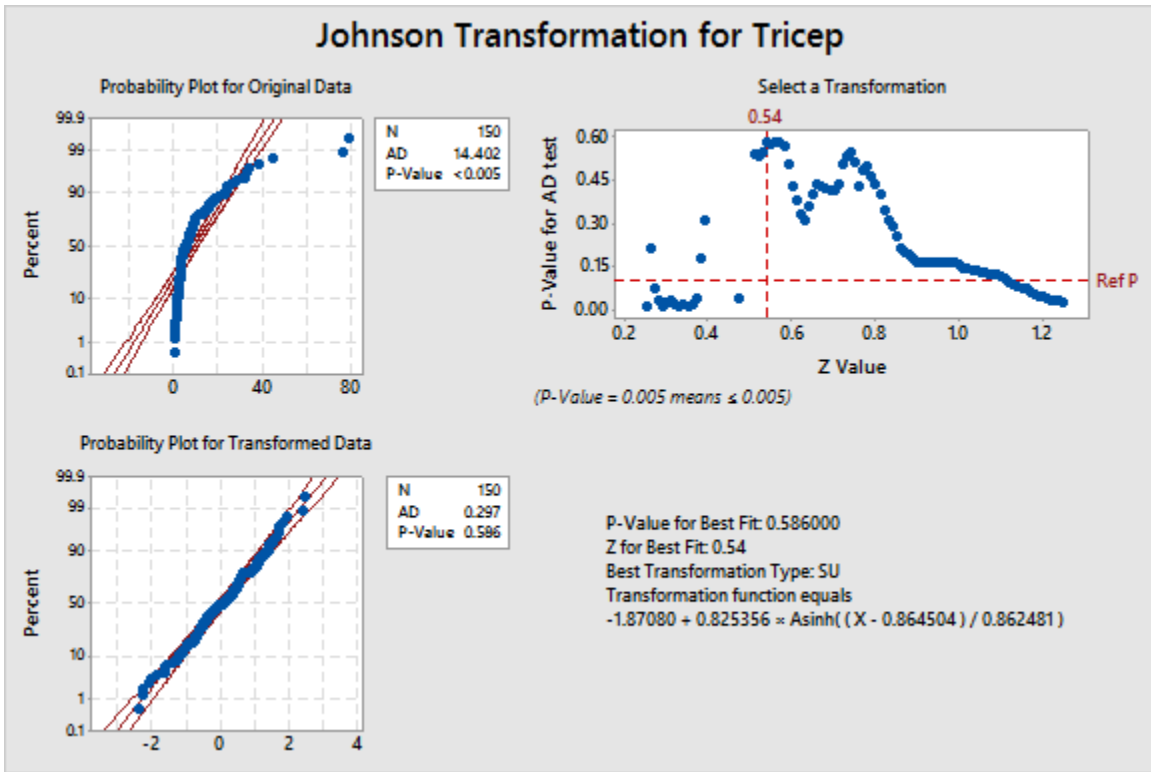 Johnson Transformation for Tricep
Probability Plot for Original Data
99.9
99
90
50
10
1
0.1
Percent
0
40
80
N 150
AD 14.402
P-Value <0.005
Select a Transformation
0.54
0.60
0.45
0.30
0.15
0.00
P-Value for AD test
Ref P
0.2
0.4
0.6
0.8
1.0
1.2
Z Value
(P-Value = 0.005 means ≤ 0.005)
Probability Plot for Transformed Data
99.9
99
90
50
10
1
0.1
Percent
-2
0
2
4
N 150
AD 0.297
P-Value 0.586
P-Value for Best Fit: 0.586000
Z for Best Fit: 0.54
Best Transformation Type: SU
Transformation function equals
-1.87080 + 0.825356 × Asinh( ( X - 0.864504 ) / 0.862481 )